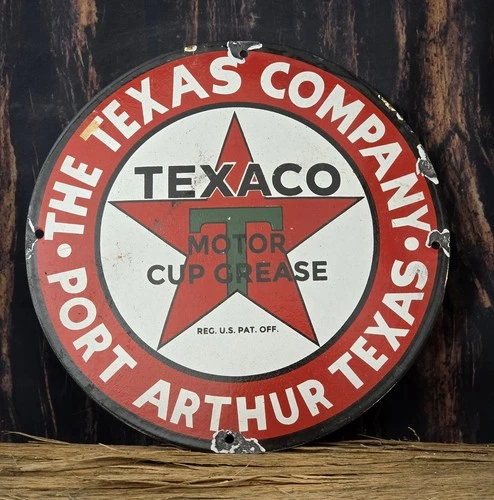 THE TEXAS COMPANY
TEXACO
T
MOTOR
CUP GREASE
REG. U.S. PAT. OFF.
• PORT ARTHUR TEXAS •